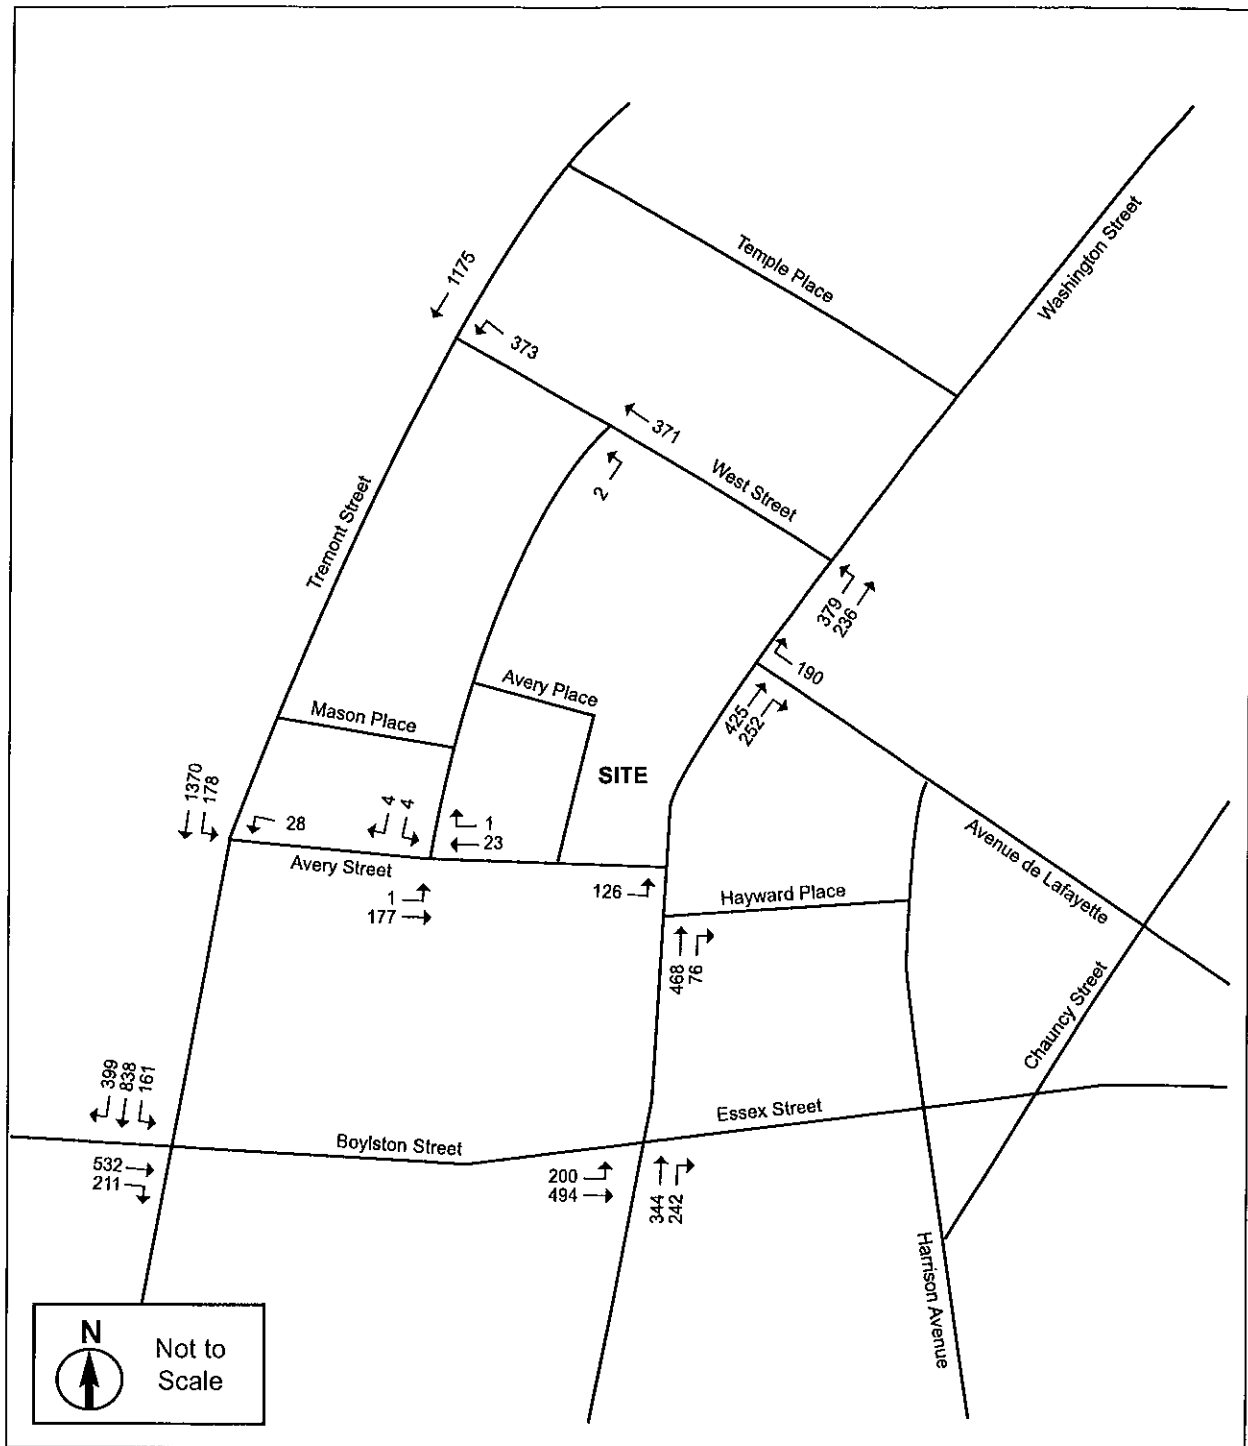 Temple Place
Washington Street
1175
373
371
West Street
2
Tremont Street
379
236
190
425
252
Avery Place
Mason Place
SITE
1370
178
28
4
4
1
23
Avery Street
1
177
126
Hayward Place
Avenue de Lafayette
468
76
Chauncy Street
399
838
161
Essex Street
Boylston Street
532
211
200
494
344
242
Harrison Avenue
N
Not to
Scale